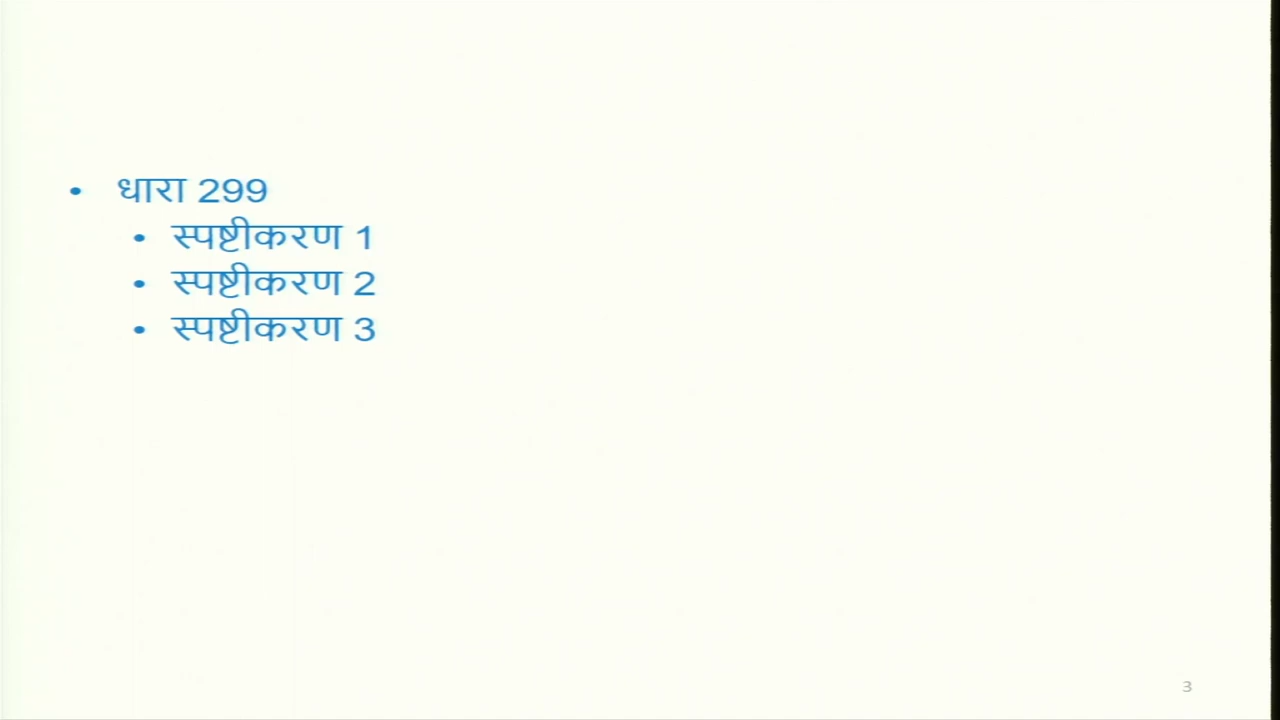 • धारा 299
• स्पष्टीकरण 1
• स्पष्टीकरण 2
• स्पष्टीकरण 3
3